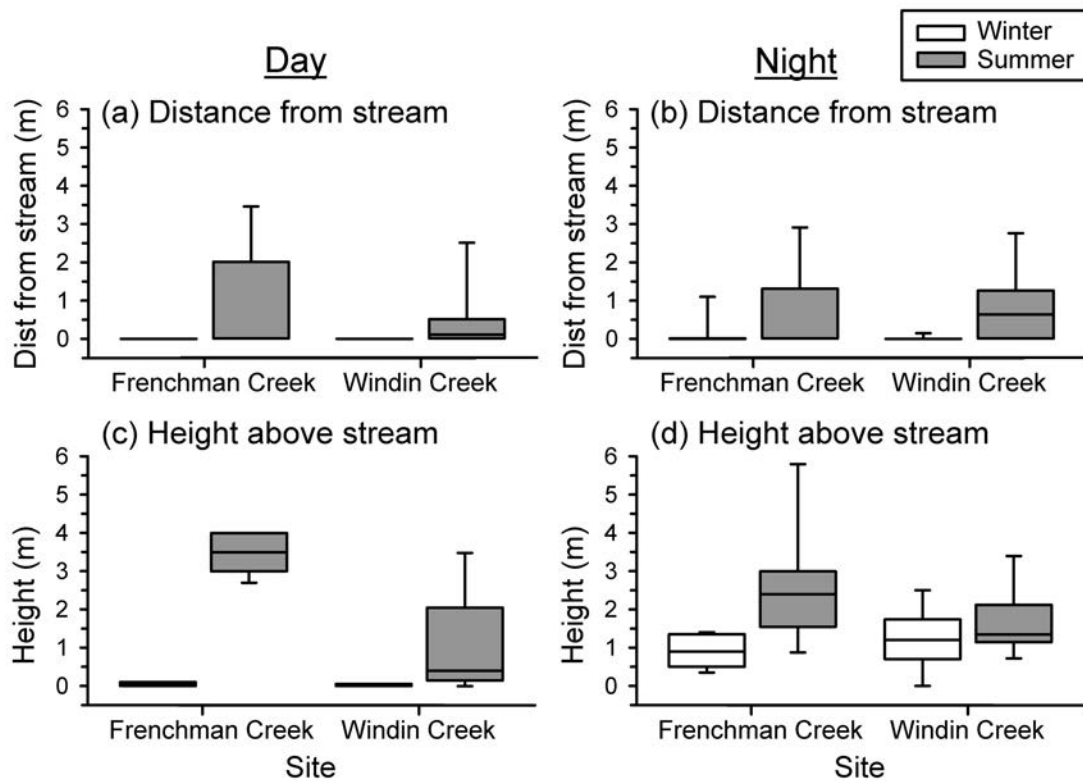 Day
Night
Winter
Summer
(a) Distance from stream
Dist from stream (m)
6
5
4
3
2
1
0
Frenchman Creek
Windin Creek
(b) Distance from stream
Dist from stream (m)
6
5
4
3
2
1
0
Frenchman Creek
Windin Creek
(c) Height above stream
Height (m)
6
5
4
3
2
1
0
Frenchman Creek
Windin Creek
Site
(d) Height above stream
Height (m)
6
5
4
3
2
1
0
Frenchman Creek
Windin Creek
Site